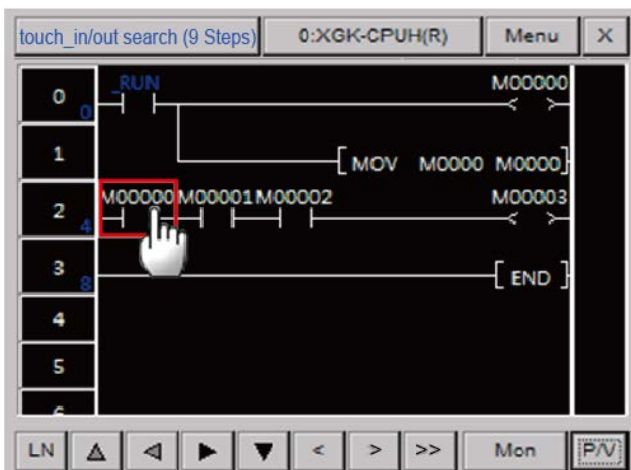 touch_in/out search (9 Steps) 0:XGK-CPUH(R) Menu X
0 0 _RUN M00000
1 MOV M0000 M0000
2 4 M00000 M00001 M00002 M00003
3 8 END
4
5
LN < > >> Mon P/V